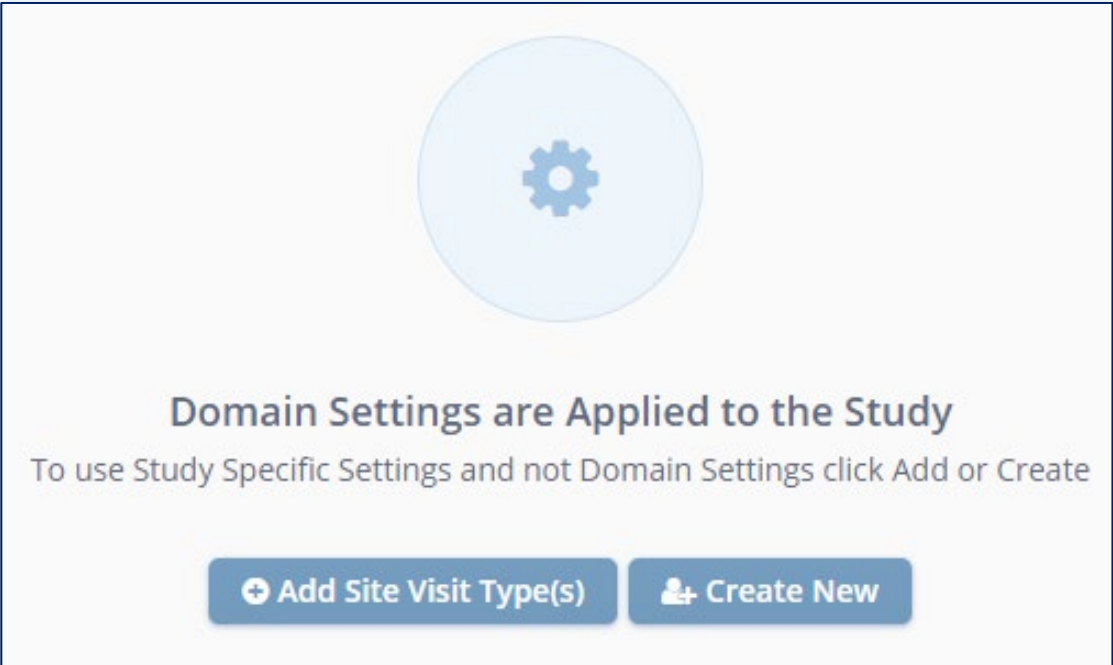 Domain Settings are Applied to the Study
To use Study Specific Settings and not Domain Settings click Add or Create
Add Site Visit Type(s)
Create New